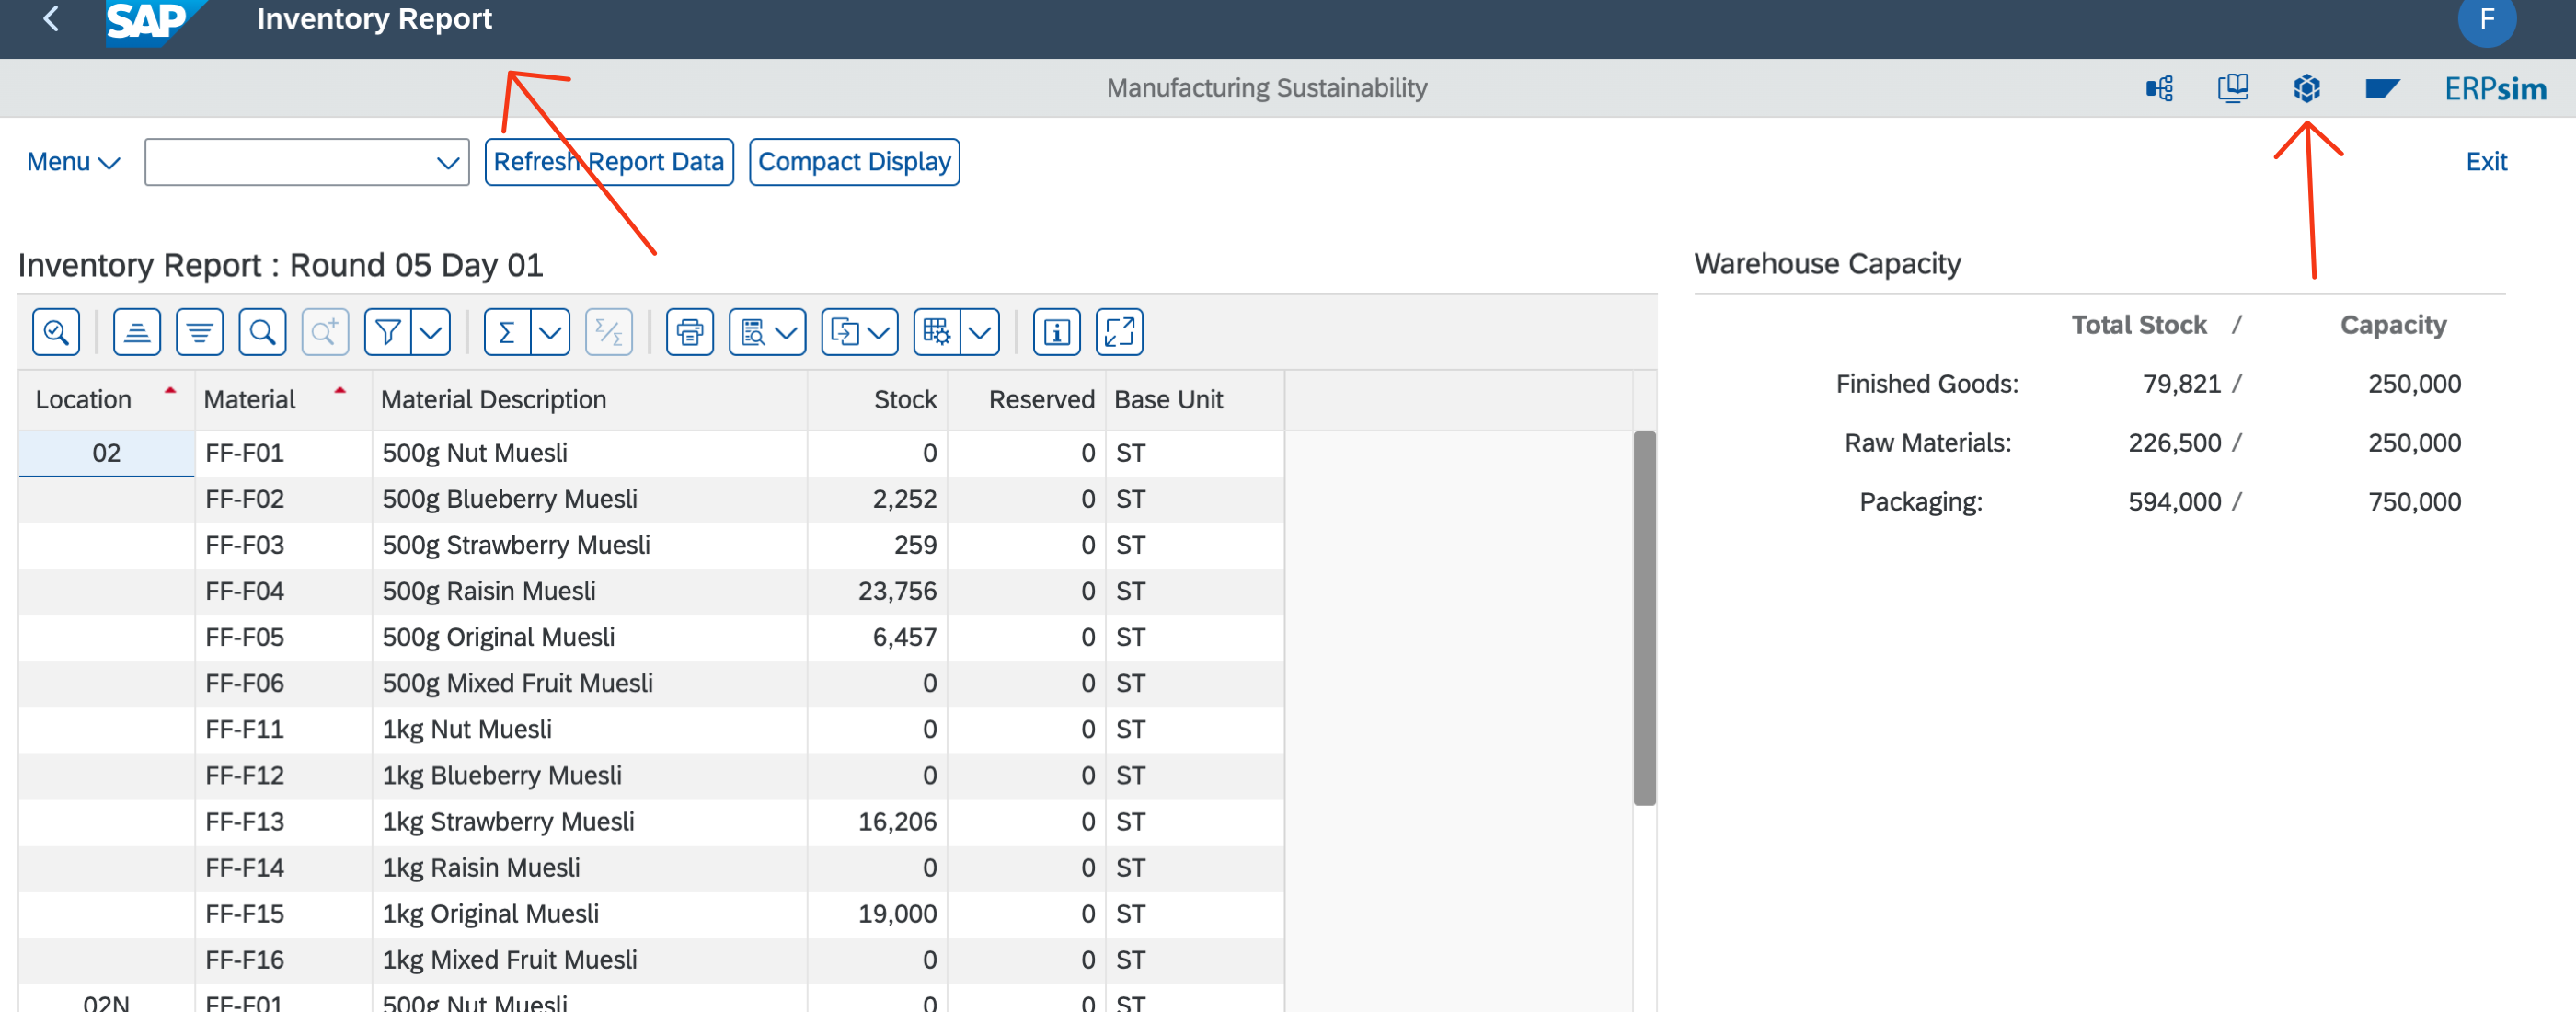 SAP Inventory Report F
Manufacturing Sustainability ERPsim
Menu Refresh Report Data Compact Display Exit
Inventory Report : Round 05 Day 01
Warehouse Capacity
Total Stock / Capacity
Finished Goods: 79,821 / 250,000
Raw Materials: 226,500 / 250,000
Packaging: 594,000 / 750,000
Location Material Material Description Stock Reserved Base Unit
02 FF-F01 500g Nut Muesli 0 0 ST
FF-F02 500g Blueberry Muesli 2,252 0 ST
FF-F03 500g Strawberry Muesli 259 0 ST
FF-F04 500g Raisin Muesli 23,756 0 ST
FF-F05 500g Original Muesli 6,457 0 ST
FF-F06 500g Mixed Fruit Muesli 0 0 ST
FF-F11 1kg Nut Muesli 0 0 ST
FF-F12 1kg Blueberry Muesli 0 0 ST
FF-F13 1kg Strawberry Muesli 16,206 0 ST
FF-F14 1kg Raisin Muesli 0 0 ST
FF-F15 1kg Original Muesli 19,000 0 ST
FF-F16 1kg Mixed Fruit Muesli 0 0 ST
02N FF-F01 500g Nut Muesli 0 0 ST